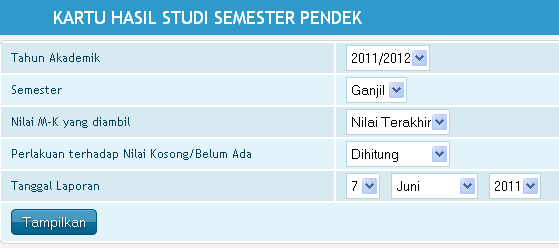 KARTU HASIL STUDI SEMESTER PENDEK
Tahun Akademik 2011/2012
Semester Ganjil
Nilai M-K yang diambil Nilai Terakhir
Perlakuan terhadap Nilai Kosong/Belum Ada Dihitung
Tanggal Laporan 7 Juni 2011
Tampilkan